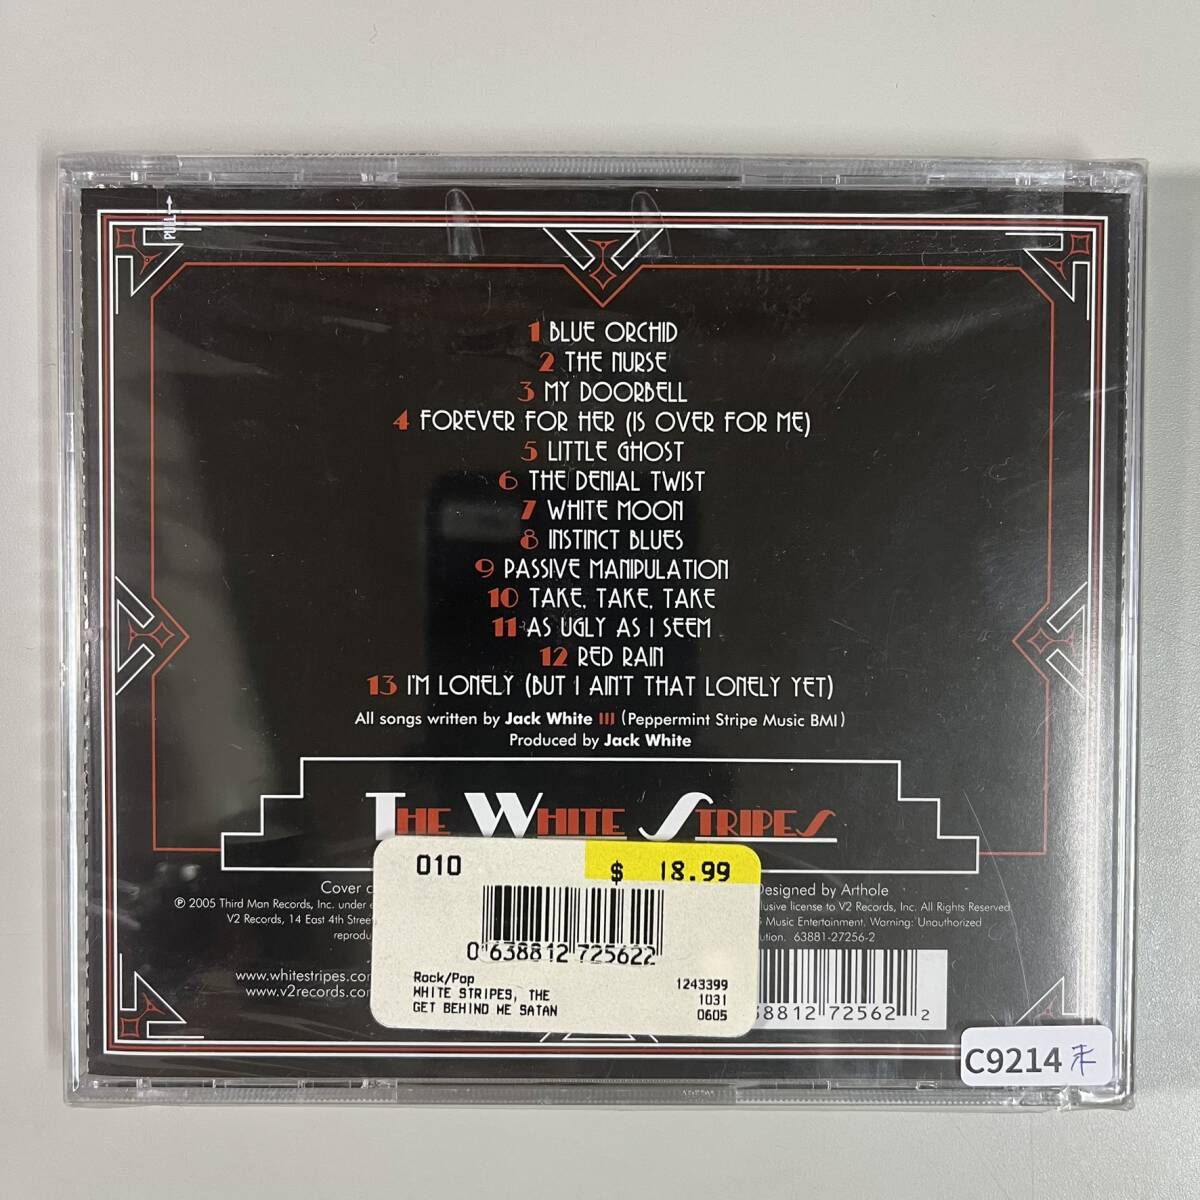 PULL
1 BLUE ORCHID
2 THE NURSE
3 MY DOORBELL
4 FOREVER FOR HER (IS OVER FOR ME)
5 LITTLE GHOST
6 THE DENIAL TWIST
7 WHITE MOON
8 INSTINCT BLUES
9 PASSIVE MANIPULATION
10 TAKE, TAKE, TAKE
11 AS UGLY AS I SEEM
12 RED RAIN
13 I'M LONELY (BUT I AIN'T THAT LONELY YET)
All songs written by Jack White III (Peppermint Stripe Music BMI)
Produced by Jack White
THE WHITE STRIPES
010 $ 18.99
Cover Designed by Arthole
℗ 2005 Third Man Records, Inc. under license to V2 Records, Inc. All Rights Reserved
V2 Records, 14 East 4th Street Music Entertainment. Warning: Unauthorized
63881-27256-2
0 638812 725622
www.whitestripes.com
www.v2records.com
Rock/Pop 1243399
WHITE STRIPES, THE 1031
GET BEHIND ME SATAN 0605
38812 72562 2
C9214 未